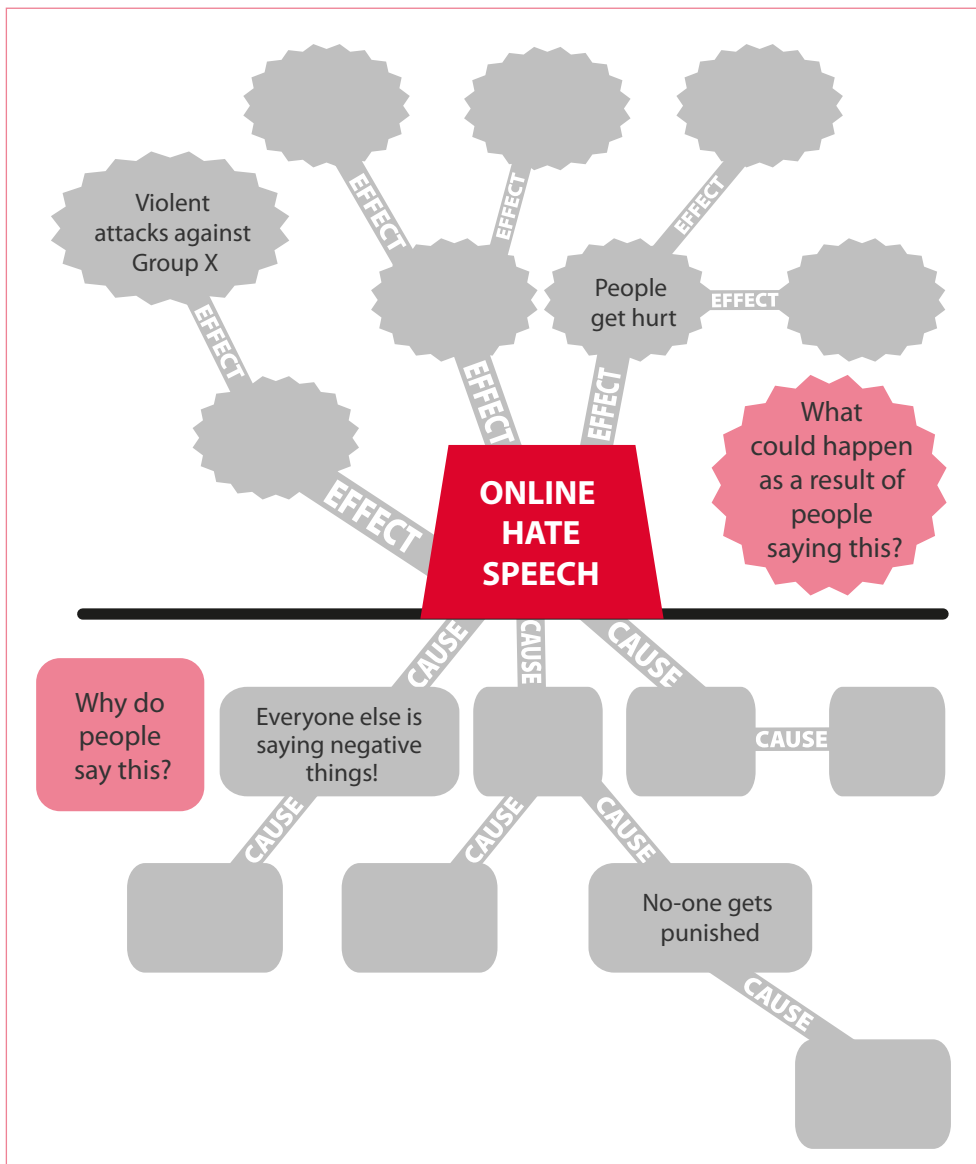 EFFECT
EFFECT
EFFECT
Violent
attacks against
Group X
People
get hurt
EFFECT
EFFECT
EFFECT
EFFECT
EFFECT
What
could happen
as a result of
people
saying this?
ONLINE
HATE
SPEECH
CAUSE
CAUSE
CAUSE
Why do
people
say this?
Everyone else is
saying negative
things!
CAUSE
CAUSE
CAUSE
CAUSE
No-one gets
punished
CAUSE